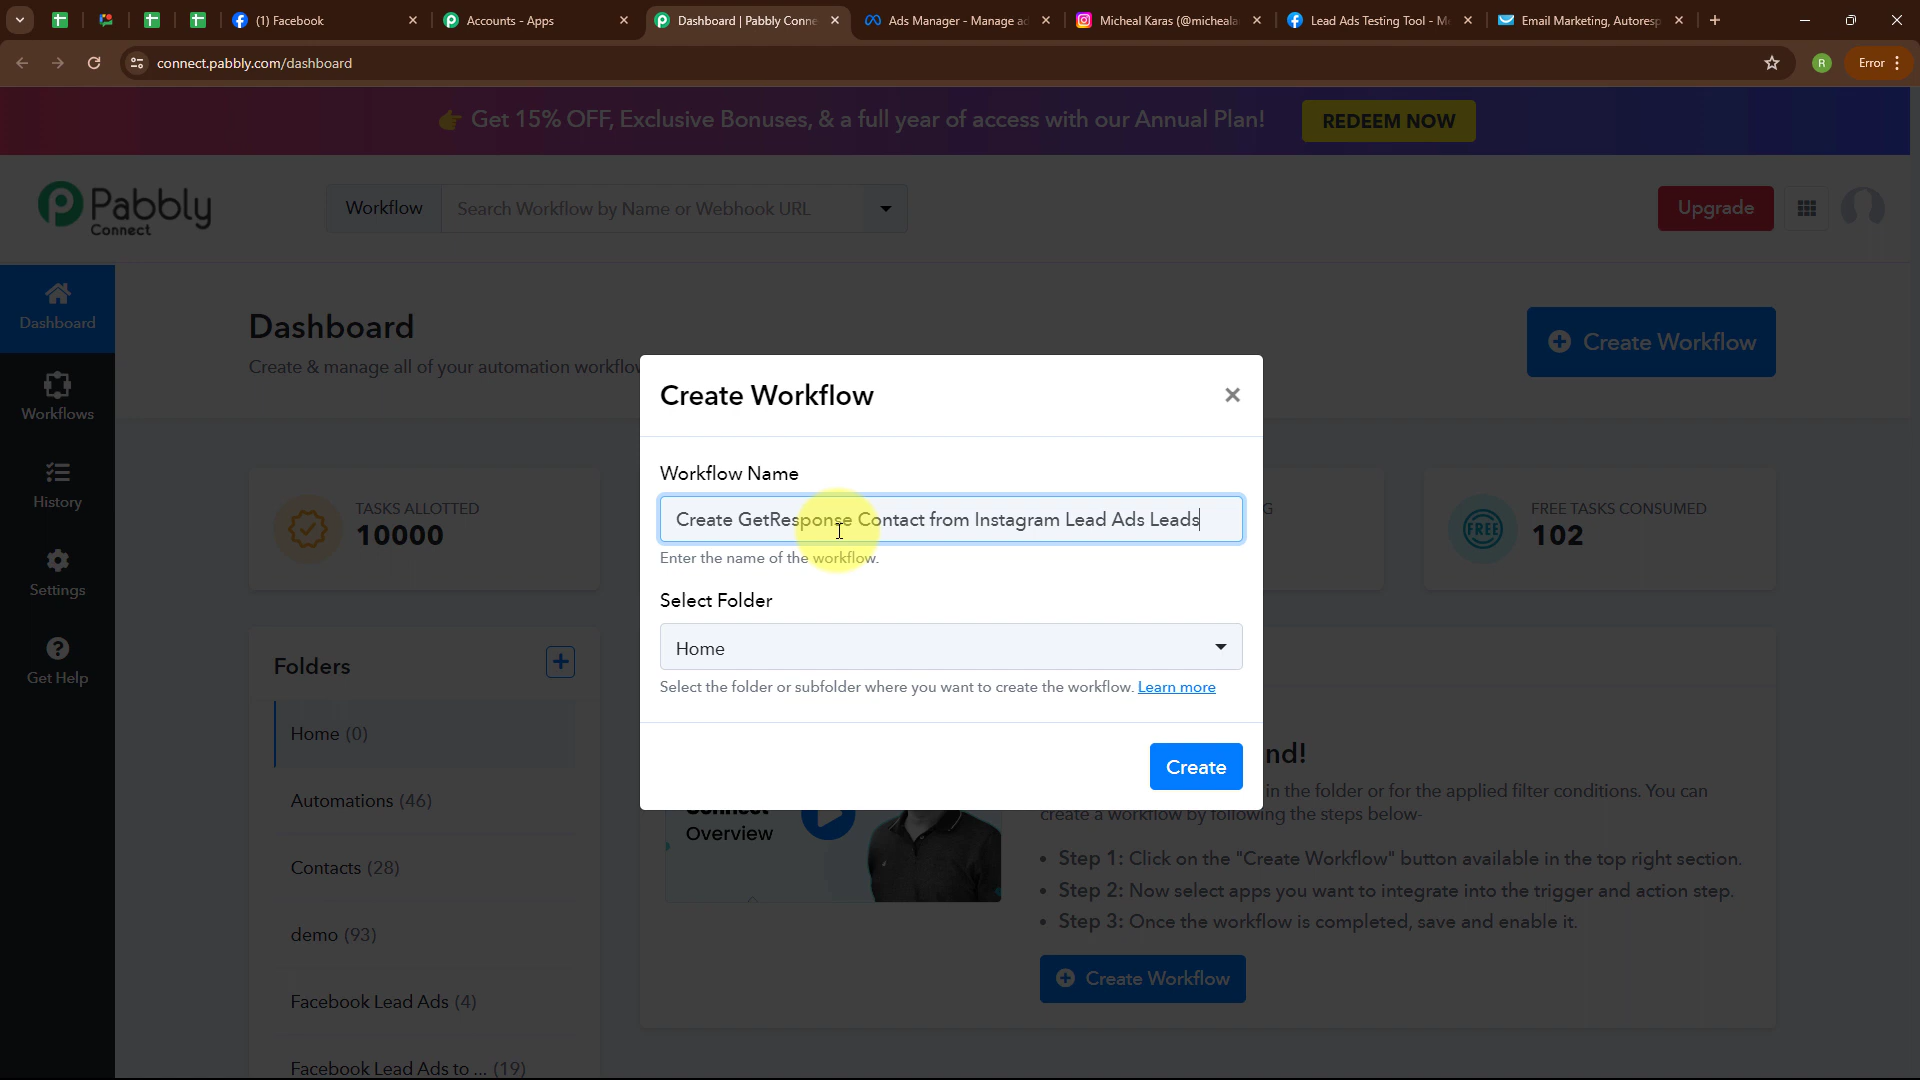 (1) Facebook
Accounts - Apps
Dashboard | Pabbly Conne
Ads Manager - Manage ad
Micheal Karas (@micheala
Lead Ads Testing Tool - M
Email Marketing, Autoresp
connect.pabbly.com/dashboard
R
Error
👉 Get 15% OFF, Exclusive Bonuses, & a full year of access with our Annual Plan!
REDEEM NOW
Pabbly
Connect
Workflow
Search Workflow by Name or Webhook URL
Upgrade
Dashboard
Workflows
History
Settings
Get Help
Dashboard
Create & manage all of your automation workflow
Create Workflow
TASKS ALLOTTED
10000
G
FREE
FREE TASKS CONSUMED
102
Folders
Home (0)
Automations (46)
Contacts (28)
demo (93)
Facebook Lead Ads (4)
Facebook Lead Ads to ... (19)
Create Workflow
Workflow Name
Create GetResponse Contact from Instagram Lead Ads Leads
Enter the name of the workflow.
Select Folder
Home
Select the folder or subfolder where you want to create the workflow. Learn more
Create
Connect
Overview
nd!
in the folder or for the applied filter conditions. You can
create a workflow by following the steps below-
• Step 1: Click on the "Create Workflow" button available in the top right section.
• Step 2: Now select apps you want to integrate into the trigger and action step.
• Step 3: Once the workflow is completed, save and enable it.
Create Workflow